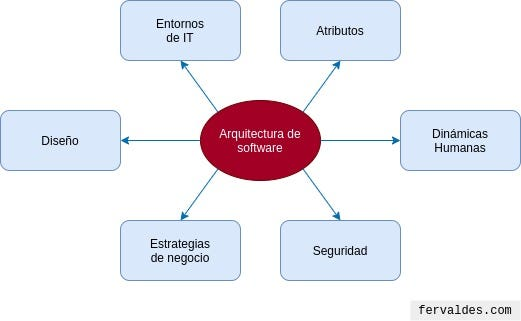 Entornos
de IT
Atributos
Diseño
Arquitectura de
software
Dinámicas
Humanas
Estrategias
de negocio
Seguridad
fervaldes.com